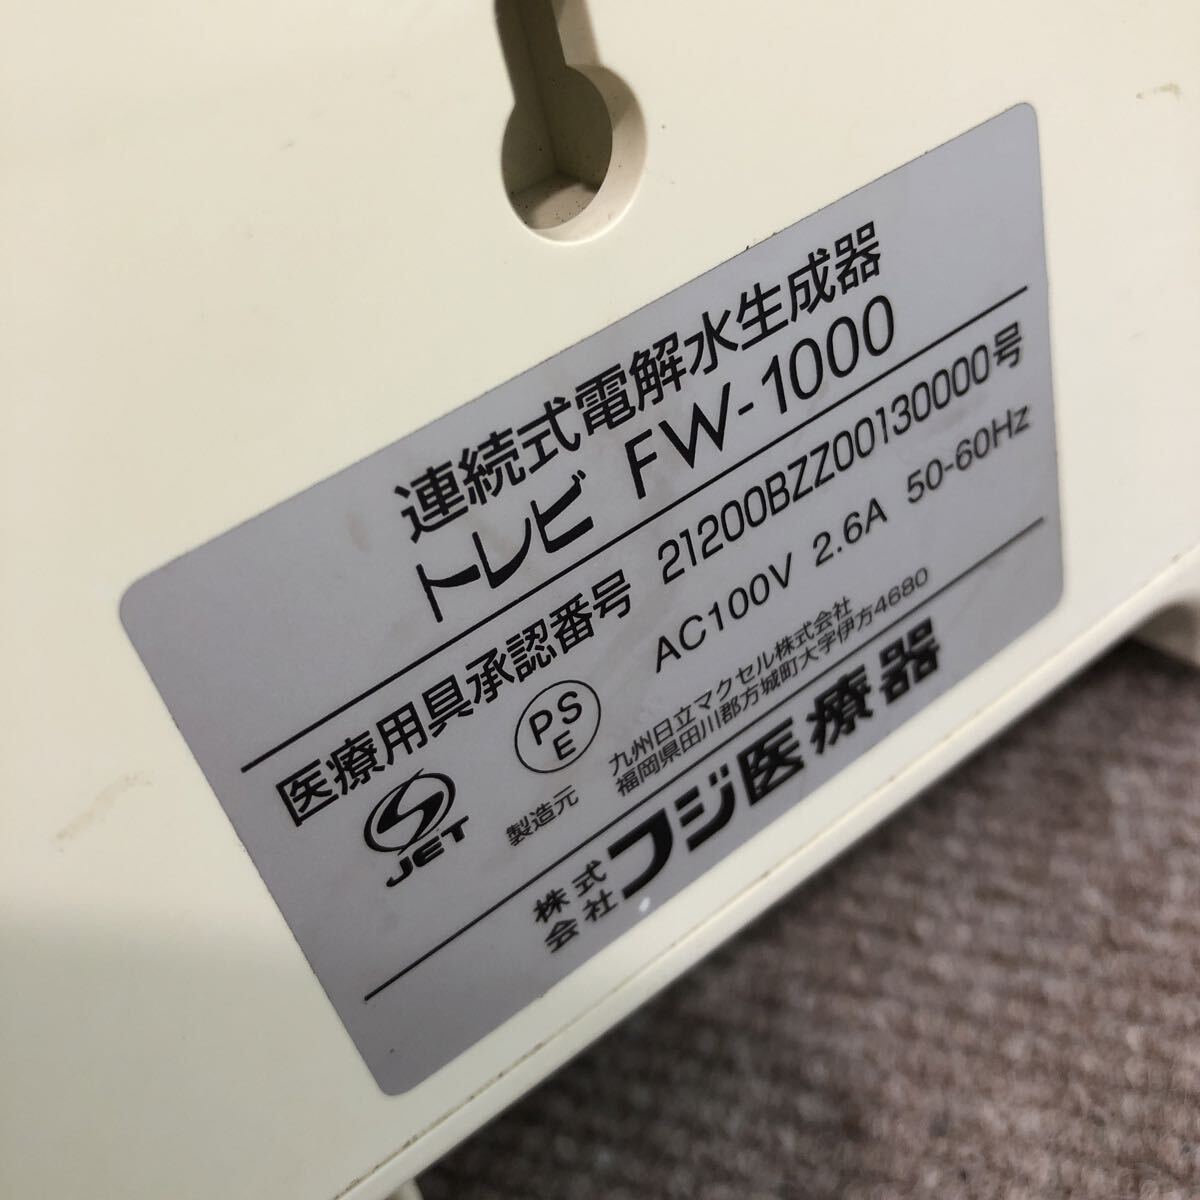 連続式電解水生成器
トレビ FW-1000
医療用具承認番号 21200BZZ00130000号
AC100V 2.6A 50-60Hz
JET
PS
E
製造元 九州日立マクセル株式会社
福岡県田川郡方城町大字伊方4680
株式会社 フジ医療器